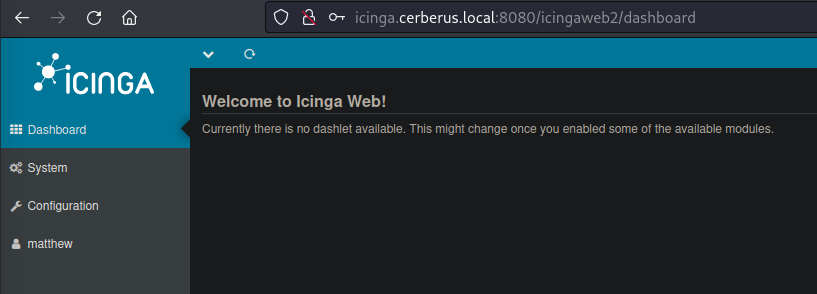 icinga.cerberus.local:8080/icingaweb2/dashboard
ICINGA
Welcome to Icinga Web!
Currently there is no dashlet available. This might change once you enabled some of the available modules.
Dashboard
System
Configuration
matthew